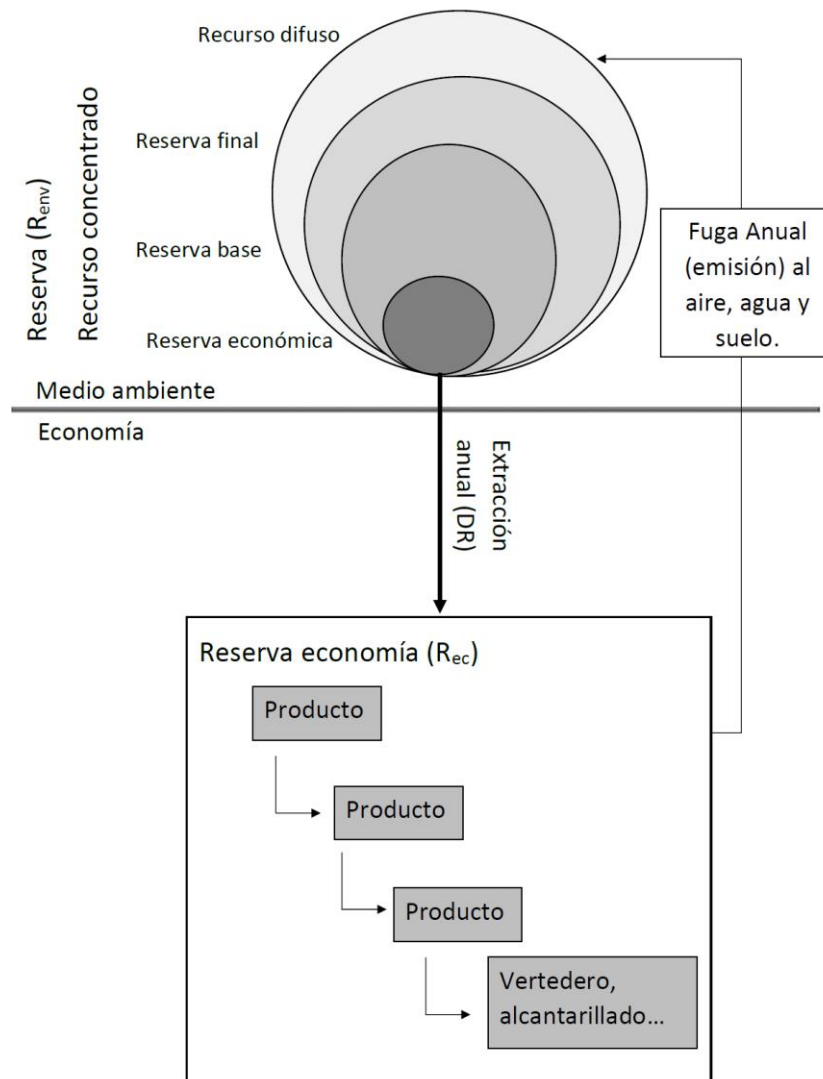 Recurso difuso
Reserva final
Reserva base
Reserva económica
Reserva (Renv)
Recurso concentrado
Fuga Anual
(emisión) al
aire, agua y
suelo.
Medio ambiente
Economía
Extracción
anual (DR)
Reserva economía (Rec)
Producto
Producto
Producto
Vertedero,
alcantarillado...